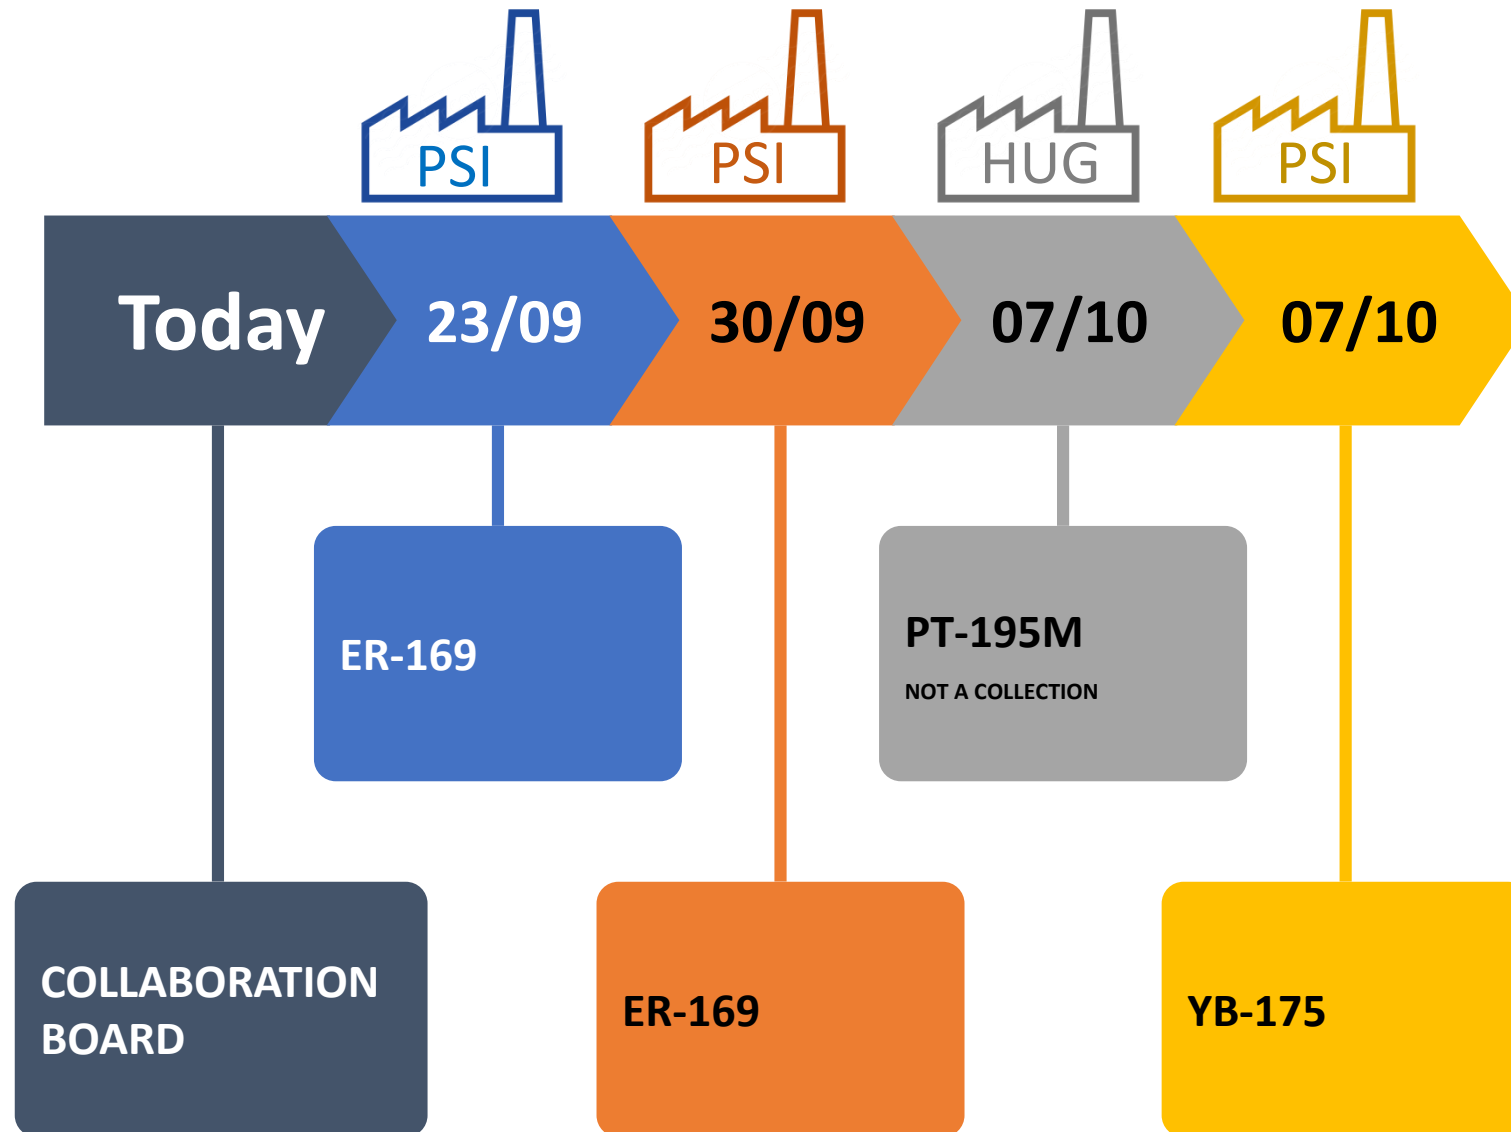 PSI
PSI
HUG
PSI
Today
23/09
30/09
07/10
07/10
ER-169
PT-195M
NOT A COLLECTION
COLLABORATION
BOARD
ER-169
YB-175